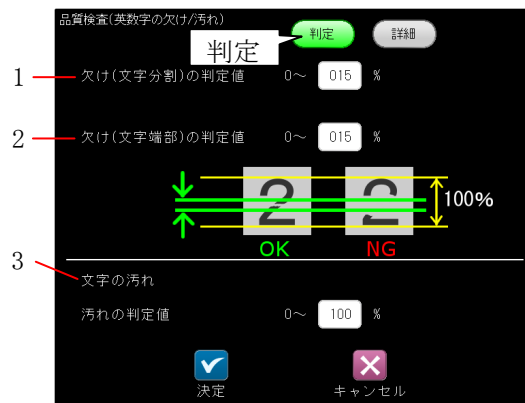 品質検査(英数字の欠け/汚れ)
判定
詳細
判定
1
欠け(文字分割)の判定値 0～ 015 %
2
欠け(文字端部)の判定値 0～ 015 %
2 2
100%
OK NG
3
文字の汚れ
汚れの判定値 0～ 100 %
決定 キャンセル